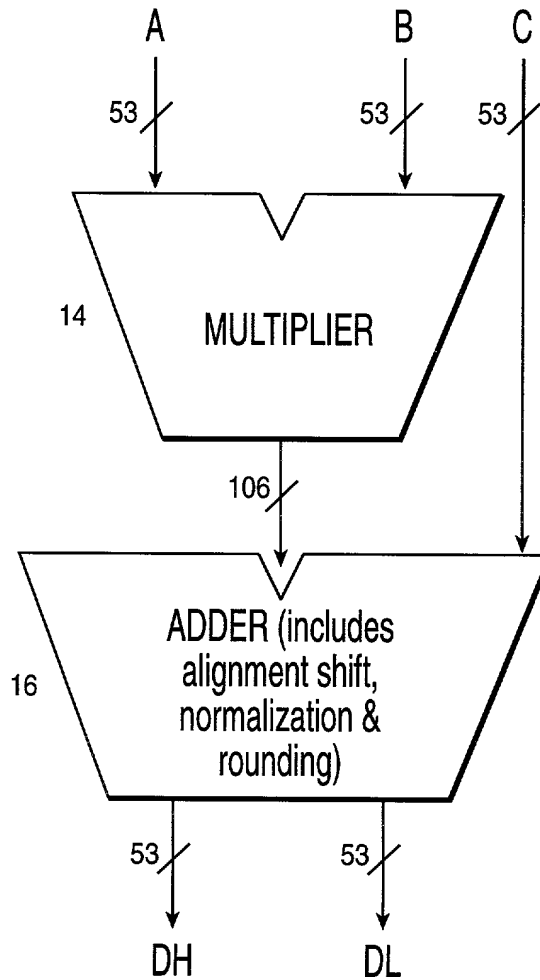 A B C
53 53 53
14
MULTIPLIER
106
ADDER (includes
alignment shift,
normalization &
rounding)
16
53 53
DH DL